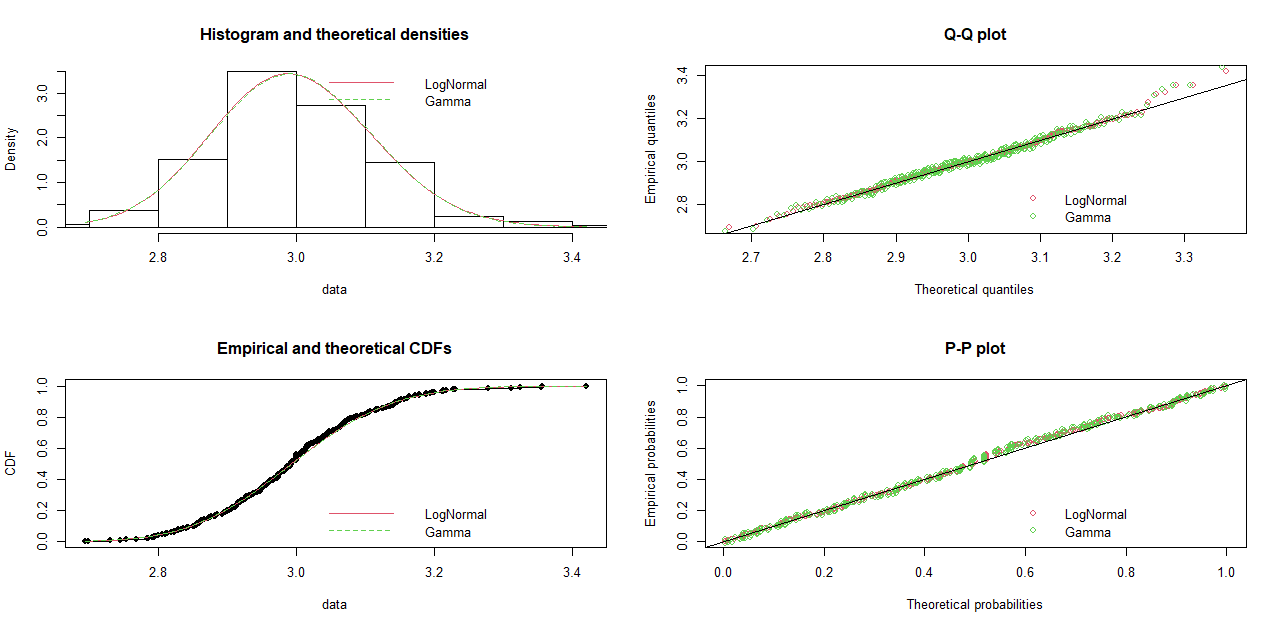 Histogram and theoretical densities
Density
0.0 1.0 2.0 3.0
LogNormal
Gamma
2.8 3.0 3.2 3.4
data
Q-Q plot
Empirical quantiles
2.8 3.0 3.2 3.4
LogNormal
Gamma
2.7 2.8 2.9 3.0 3.1 3.2 3.3
Theoretical quantiles
Empirical and theoretical CDFs
CDF
0.0 0.2 0.4 0.6 0.8 1.0
LogNormal
Gamma
2.8 3.0 3.2 3.4
data
P-P plot
Empirical probabilities
0.0 0.2 0.4 0.6 0.8 1.0
LogNormal
Gamma
0.0 0.2 0.4 0.6 0.8 1.0
Theoretical probabilities